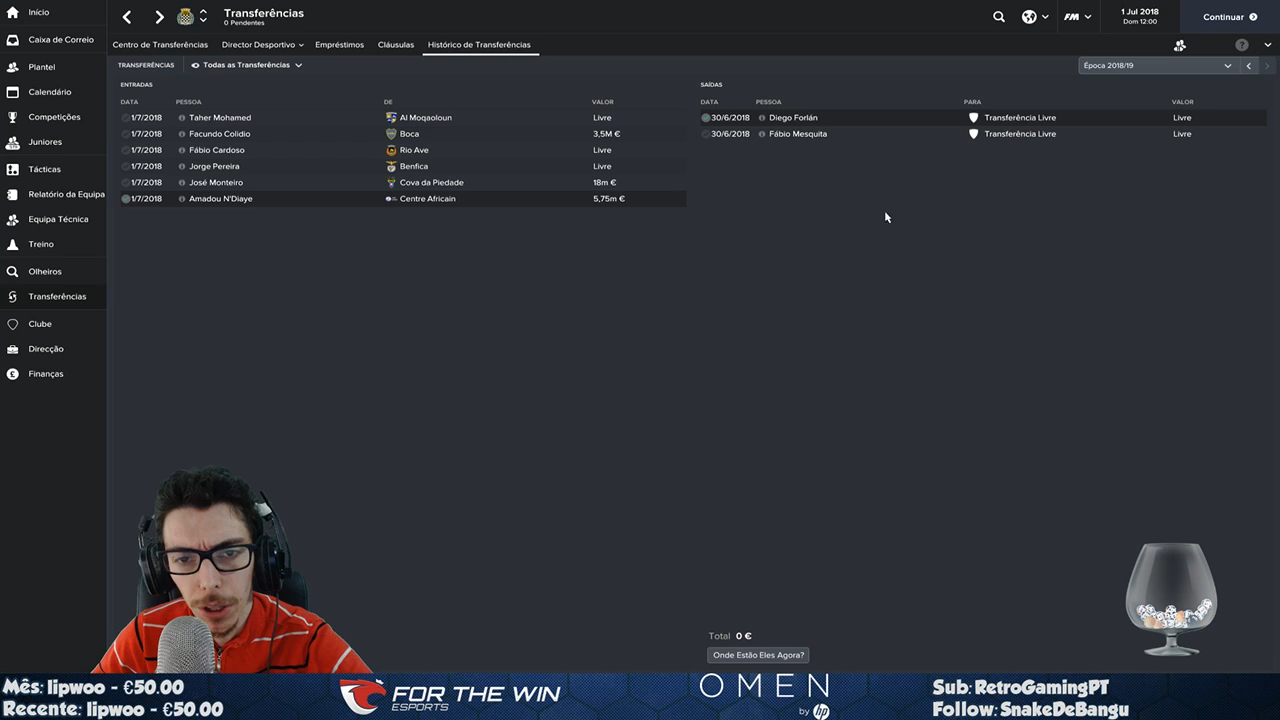 Início
Caixa de Correio
Plantel
Calendário
Competições
Juniores
Tácticas
Relatório da Equipa
Equipa Técnica
Treino
Olheiros
Transferências
Clube
Direcção
Finanças
Transferências
0 Pendentes
FM
1 Jul 2018
Dom 12:00
Continuar
Centro de Transferências
Director Desportivo
Empréstimos
Cláusulas
Histórico de Transferências
TRANSFERÊNCIAS
Todas as Transferências
Época 2018/19
ENTRADAS
DATA PESSOA DE VALOR
1/7/2018 Taher Mohamed Al Moqaoloun Livre
1/7/2018 Facundo Colidio Boca 3,5M €
1/7/2018 Fábio Cardoso Rio Ave Livre
1/7/2018 Jorge Pereira Benfica Livre
1/7/2018 José Monteiro Cova da Piedade 18m €
1/7/2018 Amadou N'Diaye Centre Africain 5,75m €
SAÍDAS
DATA PESSOA PARA VALOR
30/6/2018 Diego Forlán Transferência Livre Livre
30/6/2018 Fábio Mesquita Transferência Livre Livre
Total 0 €
Onde Estão Eles Agora?
Mês: lipwoo - €50.00
Recente: lipwoo - €50.00
FOR THE WIN
ESPORTS
OMEN
by hp
Sub: RetroGamingPT
Follow: SnakeDeBangu